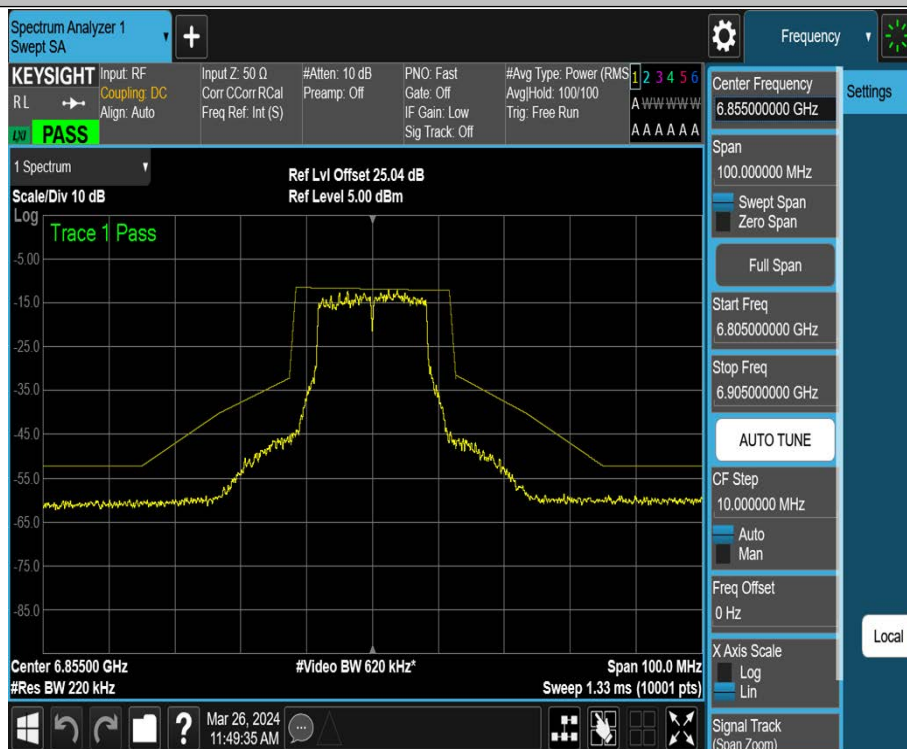 Spectrum Analyzer 1
Swept SA
+
Frequency
KEYSIGHT
RL
LXI
PASS
Input: RF
Coupling: DC
Align: Auto
Input Z: 50 Ω
Corr CCorr RCal
Freq Ref: Int (S)
#Atten: 10 dB
Preamp: Off
PNO: Fast
Gate: Off
IF Gain: Low
Sig Track: Off
#Avg Type: Power (RMS
Avg|Hold: 100/100
Trig: Free Run
1 2 3 4 5 6
A W W W W W
A A A A A A
1 Spectrum
Scale/Div 10 dB
Ref Lvl Offset 25.04 dB
Ref Level 5.00 dBm
Log
Trace 1 Pass
-5.00
-15.0
-25.0
-35.0
-45.0
-55.0
-65.0
-75.0
-85.0
Center 6.85500 GHz
#Video BW 620 kHz*
Span 100.0 MHz
#Res BW 220 kHz
Sweep 1.33 ms (10001 pts)
?
Mar 26, 2024
11:49:35 AM
Center Frequency
6.855000000 GHz
Settings
Span
100.000000 MHz
Swept Span
Zero Span
Full Span
Start Freq
6.805000000 GHz
Stop Freq
6.905000000 GHz
AUTO TUNE
CF Step
10.000000 MHz
Auto
Man
Freq Offset
0 Hz
Local
X Axis Scale
Log
Lin
Signal Track
(Span Zoom)